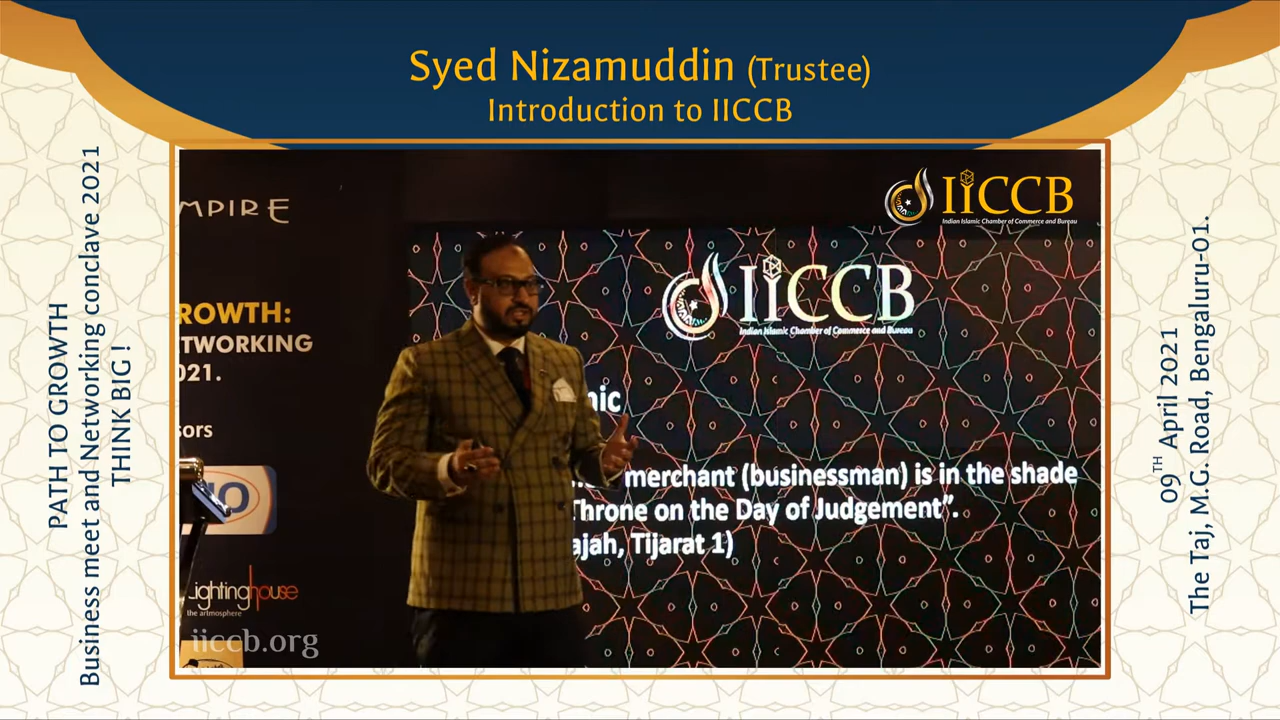 Syed Nizamuddin (Trustee)
Introduction to IICCB
PATH TO GROWTH
Business meet and Networking conclave 2021
THINK BIG !
MPIRE
ROWTH:
TWORKING
021.
sors
IO
Lightinghouse
the artmosphere
iiccb.org
IiCCB
Indian Islamic Chamber of Commerce and Bureau
IiCCB
Indian Islamic Chamber of Commerce and Bureau
nic
merchant (businessman) is in the shade
Throne on the Day of Judgement”.
ajah, Tijarat 1)
09TH April 2021
The Taj, M.G. Road, Bengaluru-01.